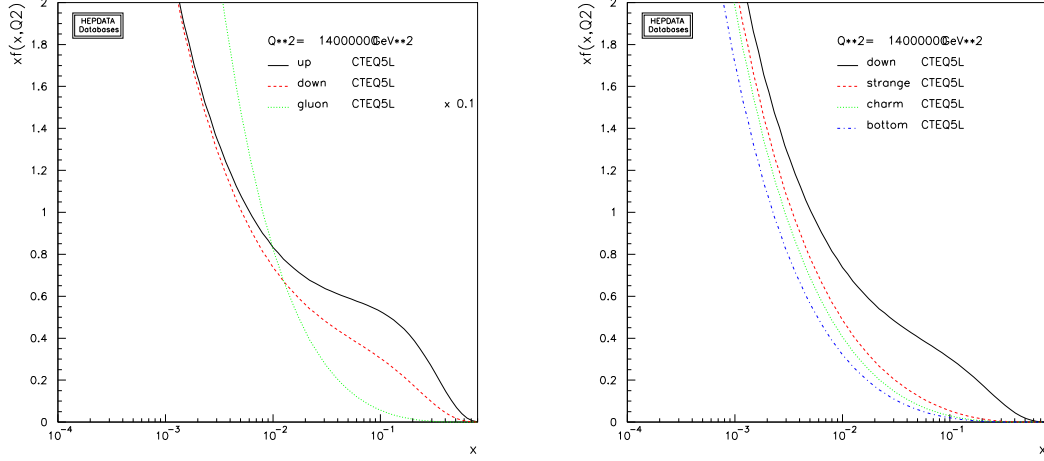 HEPDATA
Databases
Q**2= 14000000GeV**2
up CTEQ5L
down CTEQ5L
gluon CTEQ5L x 0.1
xf(x,Q2)
2
1.8
1.6
1.4
1.2
1
0.8
0.6
0.4
0.2
0
10-4
10-3
10-2
10-1
x
HEPDATA
Databases
Q**2= 14000000GeV**2
down CTEQ5L
strange CTEQ5L
charm CTEQ5L
bottom CTEQ5L
xf(x,Q2)
2
1.8
1.6
1.4
1.2
1
0.8
0.6
0.4
0.2
0
10-4
10-3
10-2
10-1
x